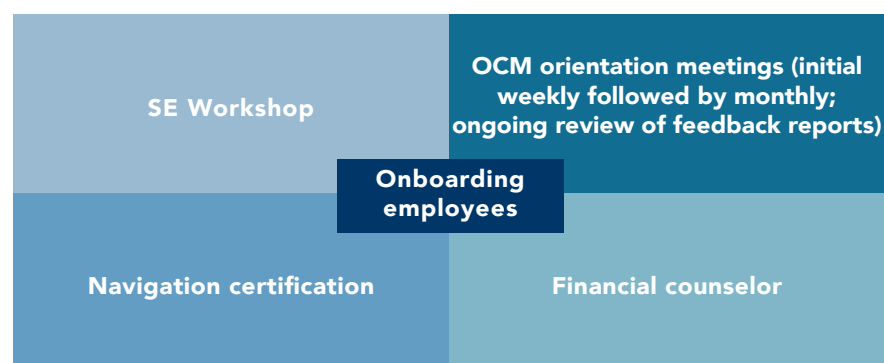 SE Workshop
OCM orientation meetings (initial
weekly followed by monthly;
ongoing review of feedback reports)
Onboarding
employees
Navigation certification
Financial counselor